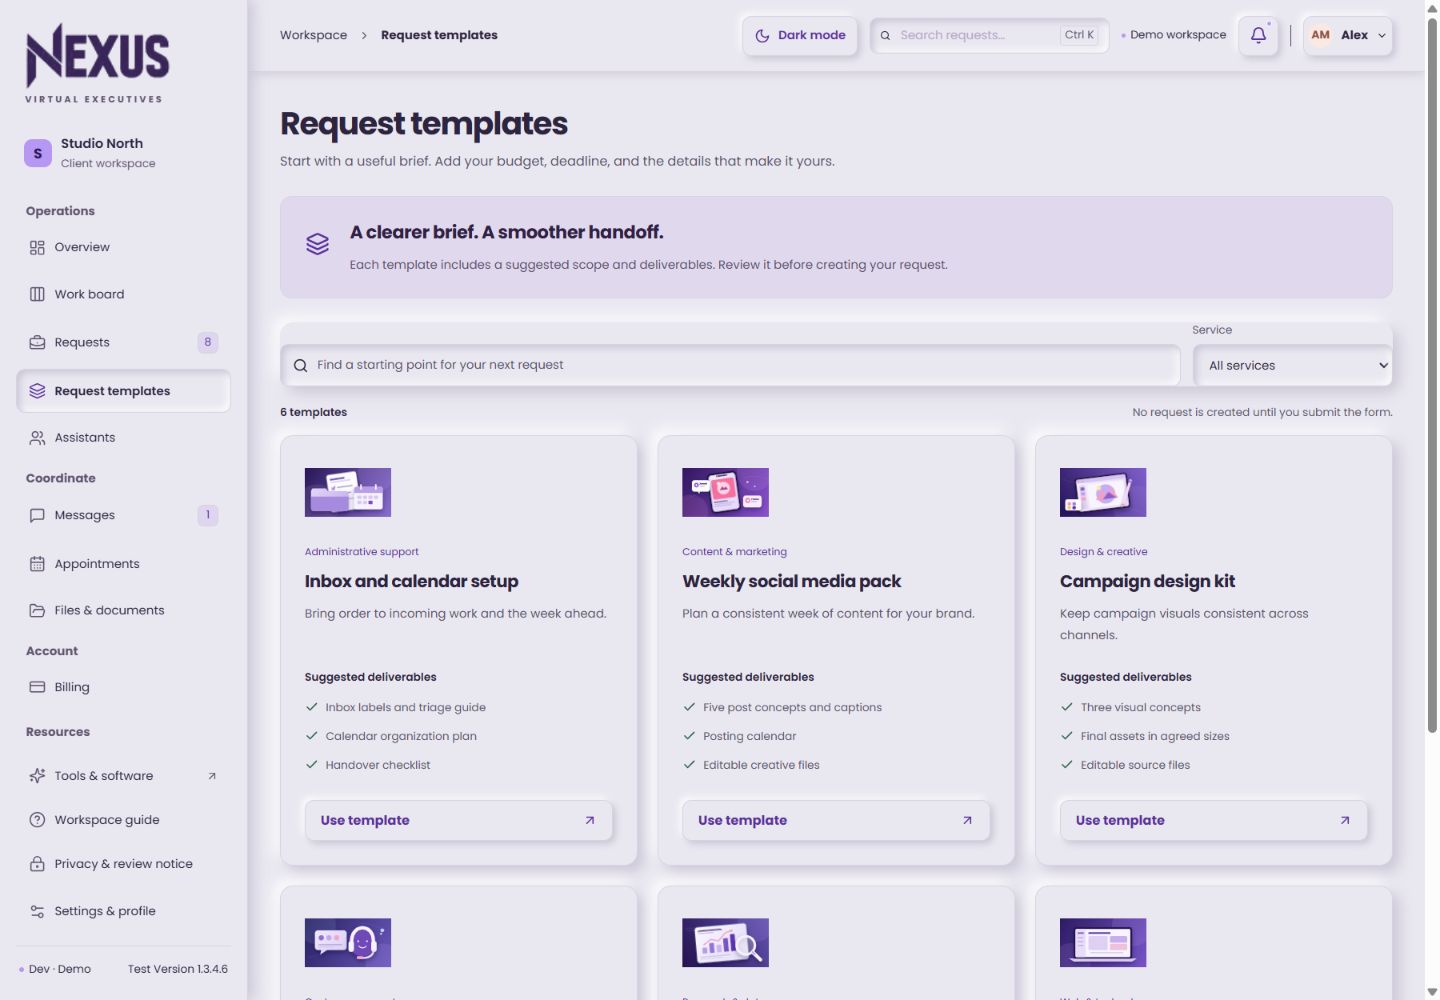 NEXUS
VIRTUAL EXECUTIVES
S
Studio North
Client workspace
Operations
Overview
Work board
Requests
8
Request templates
Assistants
Coordinate
Messages
1
Appointments
Files & documents
Account
Billing
Resources
Tools & software
Workspace guide
Privacy & review notice
Settings & profile
Dev · Demo
Test Version 1.3.4.6
Workspace > Request templates
Dark mode
Search requests...
Ctrl K
Demo workspace
AM
Alex
Request templates
Start with a useful brief. Add your budget, deadline, and the details that make it yours.
A clearer brief. A smoother handoff.
Each template includes a suggested scope and deliverables. Review it before creating your request.
Service
Find a starting point for your next request
All services
6 templates
No request is created until you submit the form.
Administrative support
Inbox and calendar setup
Bring order to incoming work and the week ahead.
Suggested deliverables
Inbox labels and triage guide
Calendar organization plan
Handover checklist
Use template
Content & marketing
Weekly social media pack
Plan a consistent week of content for your brand.
Suggested deliverables
Five post concepts and captions
Posting calendar
Editable creative files
Use template
Design & creative
Campaign design kit
Keep campaign visuals consistent across
channels.
Suggested deliverables
Three visual concepts
Final assets in agreed sizes
Editable source files
Use template